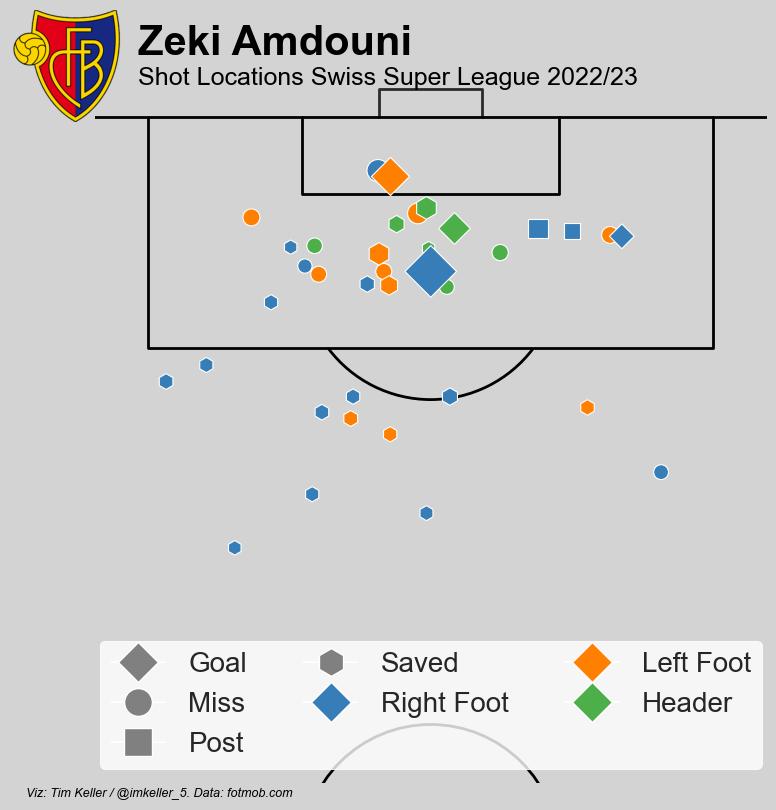 FCB
Zeki Amdouni
Shot Locations Swiss Super League 2022/23
Goal
Saved
Left Foot
Miss
Right Foot
Header
Post
Viz: Tim Keller / @imkeller_5. Data: fotmob.com